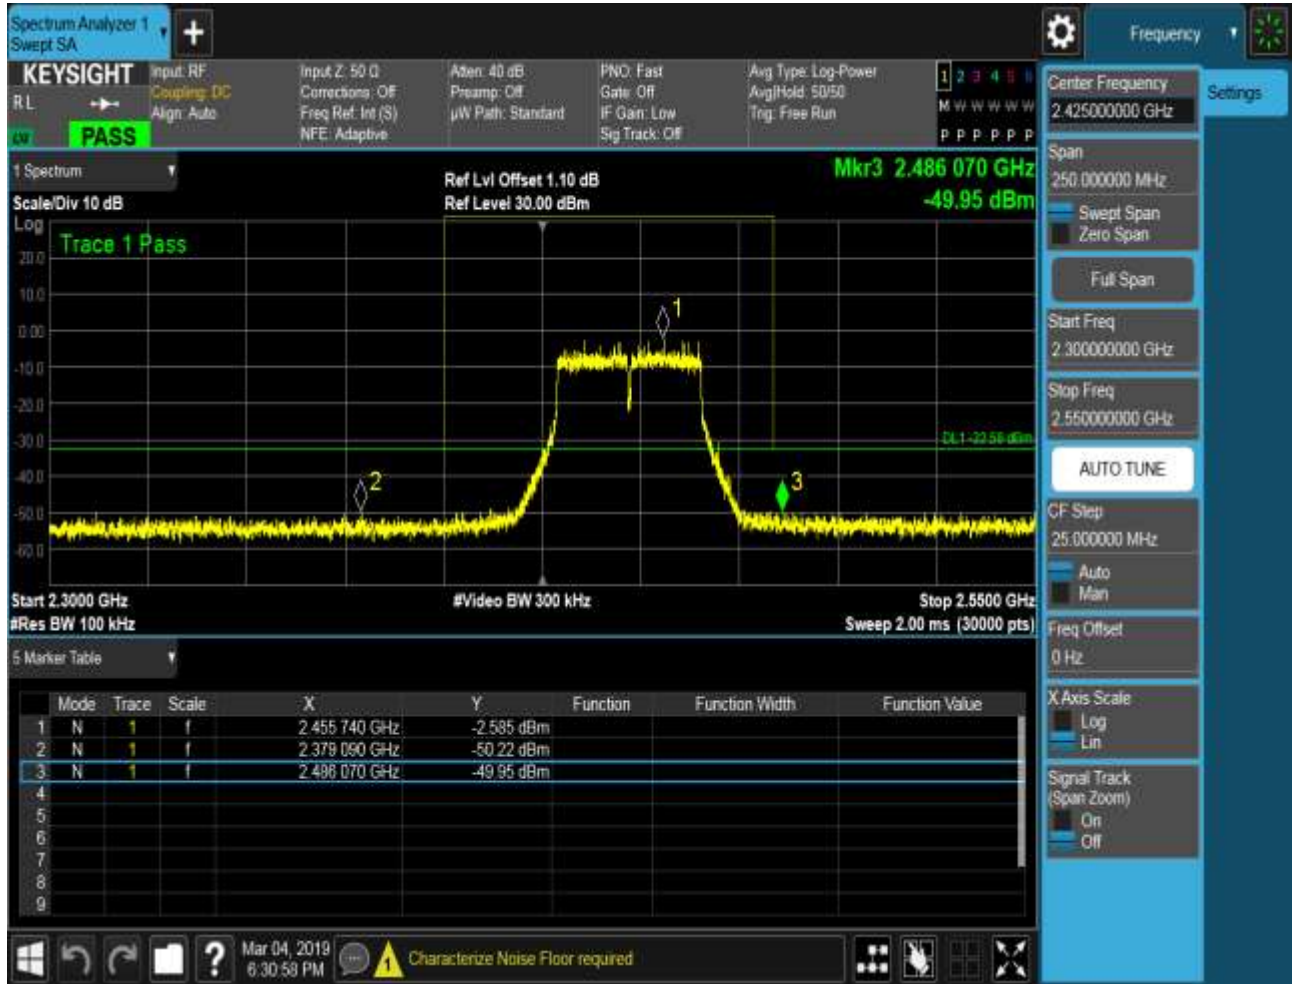 Spectrum Analyzer 1
Swept SA
+
Frequency
KEYSIGHT
Input: RF
Coupling: DC
Align: Auto
Input Z: 50 Ω
Corrections: Off
Freq Ref: Int (S)
NFE: Adaptive
Atten: 40 dB
Preamp: Off
µW Path: Standard
PNO: Fast
Gate: Off
IF Gain: Low
Sig Track: Off
Avg Type: Log-Power
Avg|Hold: 50/50
Trig: Free Run
1 2 3 4 5 6
M W W W W W
P P P P P P
R L
PASS
1 Spectrum
Scale/Div 10 dB
Ref Lvl Offset 1.10 dB
Ref Level 30.00 dBm
Mkr3 2.486 070 GHz
-49.95 dBm
Log
Trace 1 Pass
20.0
10.0
0.00
-10.0
-20.0
-30.0
-40.0
-50.0
-60.0
1
2
3
Start 2.3000 GHz
#Res BW 100 kHz
#Video BW 300 kHz
Stop 2.5500 GHz
Sweep 2.00 ms (30000 pts)
5 Marker Table
Mode Trace Scale X Y Function Function Width Function Value
1 N 1 f 2.455 740 GHz -2.585 dBm
2 N 1 f 2.379 090 GHz -50.22 dBm
3 N 1 f 2.486 070 GHz -49.95 dBm
4
5
6
7
8
9
?
Mar 04, 2019
6:30:58 PM
1
Characterize Noise Floor required
Center Frequency
2.425000000 GHz
Settings
Span
250.000000 MHz
Swept Span
Zero Span
Full Span
Start Freq
2.300000000 GHz
Stop Freq
2.550000000 GHz
AUTO TUNE
CF Step
25.000000 MHz
Auto
Man
Freq Offset
0 Hz
X Axis Scale
Log
Lin
Signal Track
(Span Zoom)
On
Off